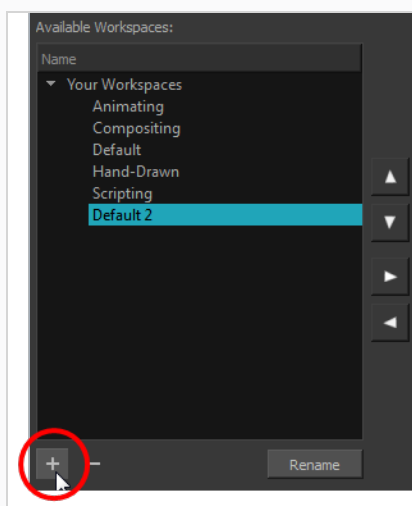 Available Workspaces:
Name
Your Workspaces
Animating
Compositing
Default
Hand-Drawn
Scripting
Default 2
Rename